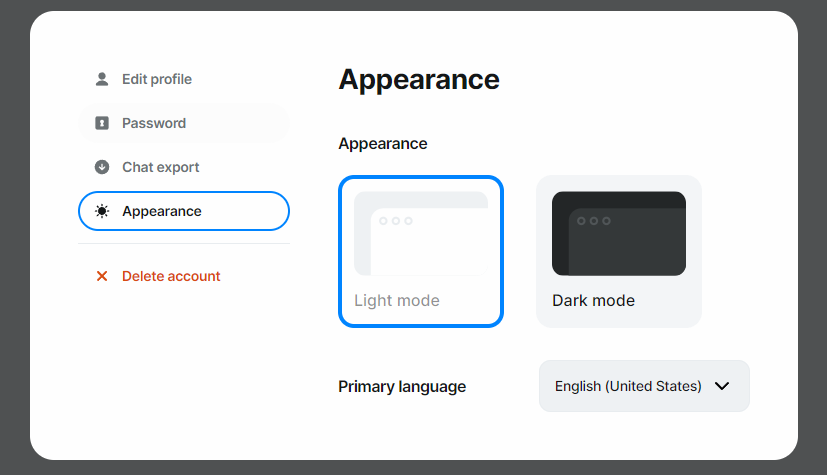 Edit profile
Password
Chat export
Appearance
Delete account
Appearance
Appearance
Light mode
Dark mode
Primary language
English (United States)